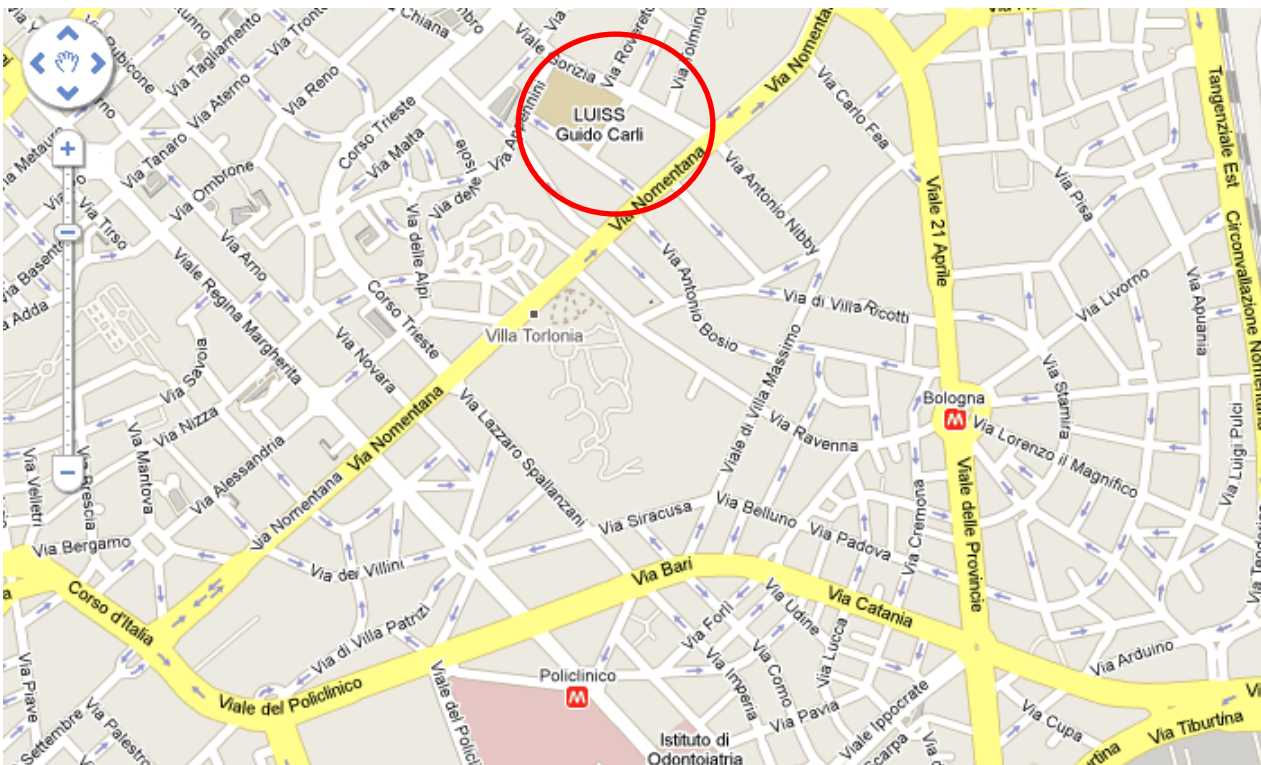 Chiana
Via Tagliamento
Via Tronto
Viale
Gorizia
Via Rovereto
Via Tolmino
Via Nomentana
Via Aterno
Via Reno
Corso Trieste
Via Malta
Via Appennini
LUISS
Guido Carli
Via Carlo Fea
Tangenziale Est
Via Tanaro
Via Ombrone
Via delle
Isole
Via Nomentana
Via Antonio Nibby
Viale 21 Aprile
Via Pisa
Circonvallazione Nomentana
Via Tirso
Via Arno
Via delle Alpi
Via Basento
Viale Regina Margherita
Corso Trieste
Via Antonio Bosio
Via di Villa Ricotti
Via Livorno
Via Apuania
Adda
Villa Torlonia
Via Savoia
Via Novara
Viale di Villa Massimo
Via Stamira
Bologna
M
Via Nizza
Via Nomentana
Via Lazzaro Spallanzani
Via Ravenna
Via Lorenzo il Magnifico
Via Luigi Pulci
Via Velletri
Via Brescia
Via Mantova
Via Alessandria
Via Nomentana
Via Siracusa
Via Belluno
Via Padova
Via Cremona
Viale delle Provincie
Via Bergamo
Via dei Villini
Via Bari
Corso d'Italia
Via di Villa Patrizi
Via Forlì
Via Udine
Via Catania
Via Lucca
Via Arduino
Via Piave
Viale del Policlinico
Viale del Policli
Policlinico
M
Via Imperia
Via Como
Via Pavia
Viale Ippocrate
Via Cupa
Via Tiburtina
Settembre
Via Palestro
Istituto di
Odontoiatria
Scarpa